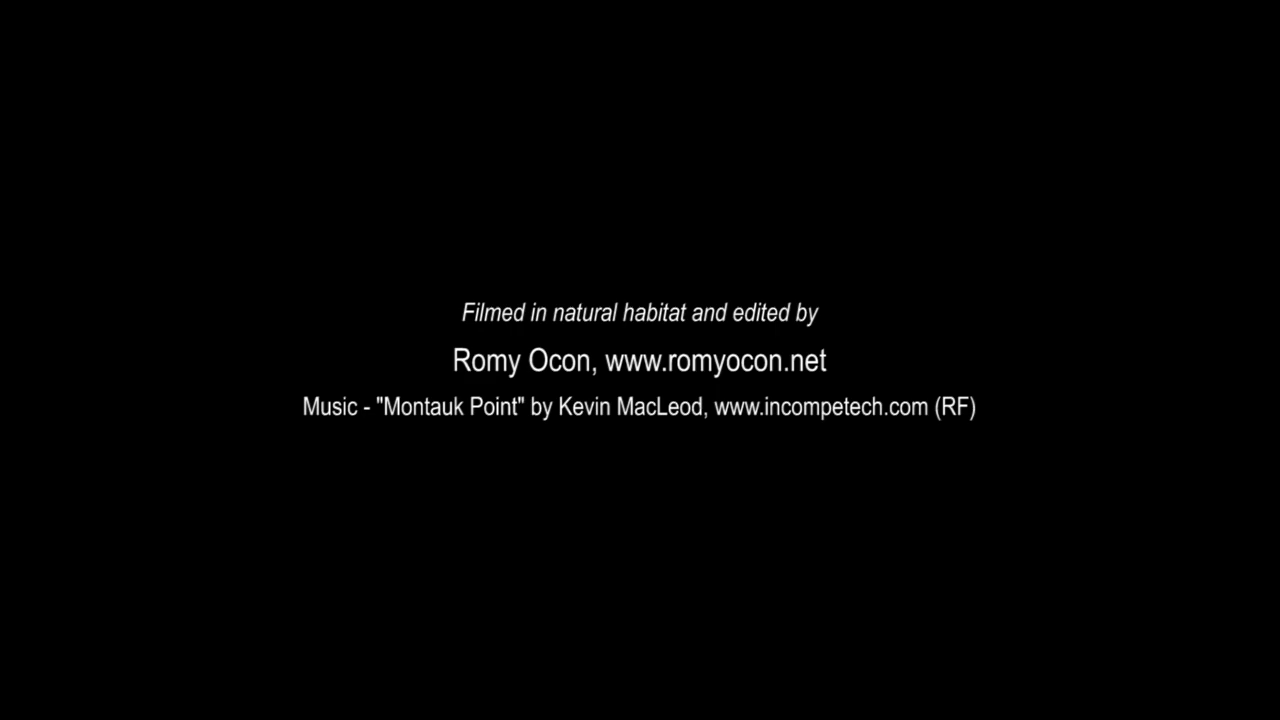 Filmed in natural habitat and edited by
Romy Ocon, www.romyocon.net
Music - "Montauk Point" by Kevin MacLeod, www.incompetech.com (RF)